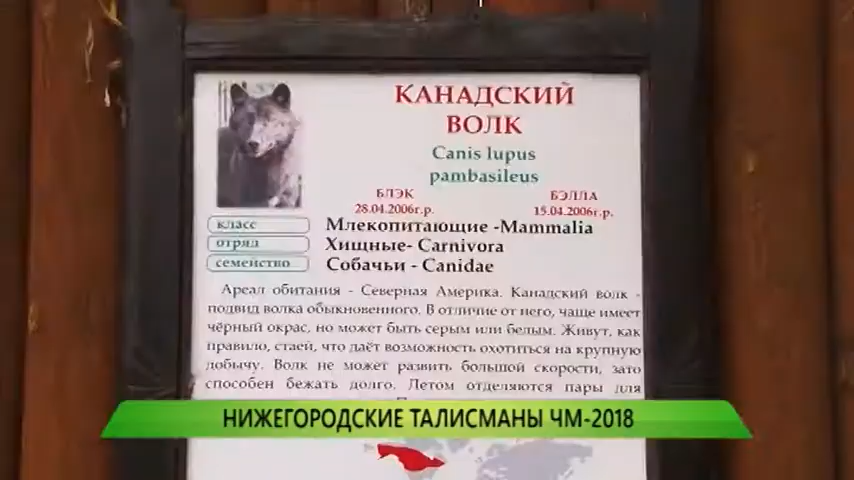 КАНАДСКИЙ
ВОЛК
Canis lupus
pambasileus
БЛЭК БЭЛЛА
28.04.2006г.р. 15.04.2006г.р.
класс Млекопитающие -Mammalia
отряд Хищные- Carnivora
семейство Собачьи - Canidae
Ареал обитания - Северная Америка. Канадский волк -
подвид волка обыкновенного. В отличие от него, чаще имеет
чёрный окрас, но может быть серым или белым. Живут, как
правило, стаей, что даёт возможность охотиться на крупную
добычу. Волк не может развить большой скорости, зато
способен бежать долго. Летом отделяются пары для
НИЖЕГОРОДСКИЕ ТАЛИСМАНЫ ЧМ-2018